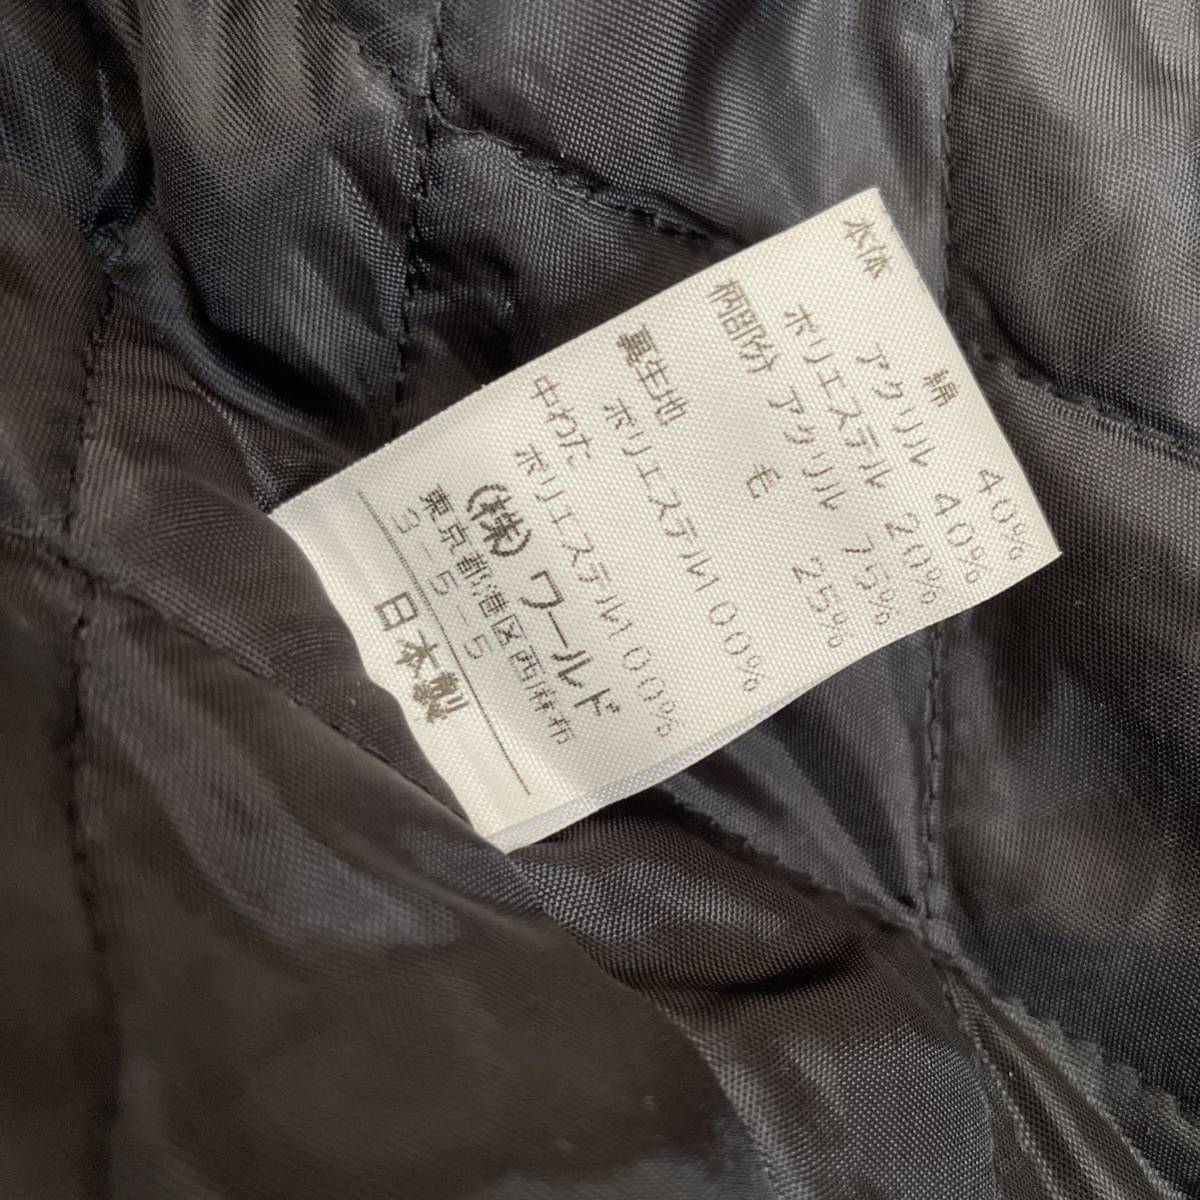 本体
綿 40%
アクリル 40%
ポリエステル 20%
柄部分 アクリル 75%
毛 25%
裏生地
ポリエステル100%
中わた
ポリエステル100%
(株)ワールド
東京都港区西麻布
3-5-5
日本製